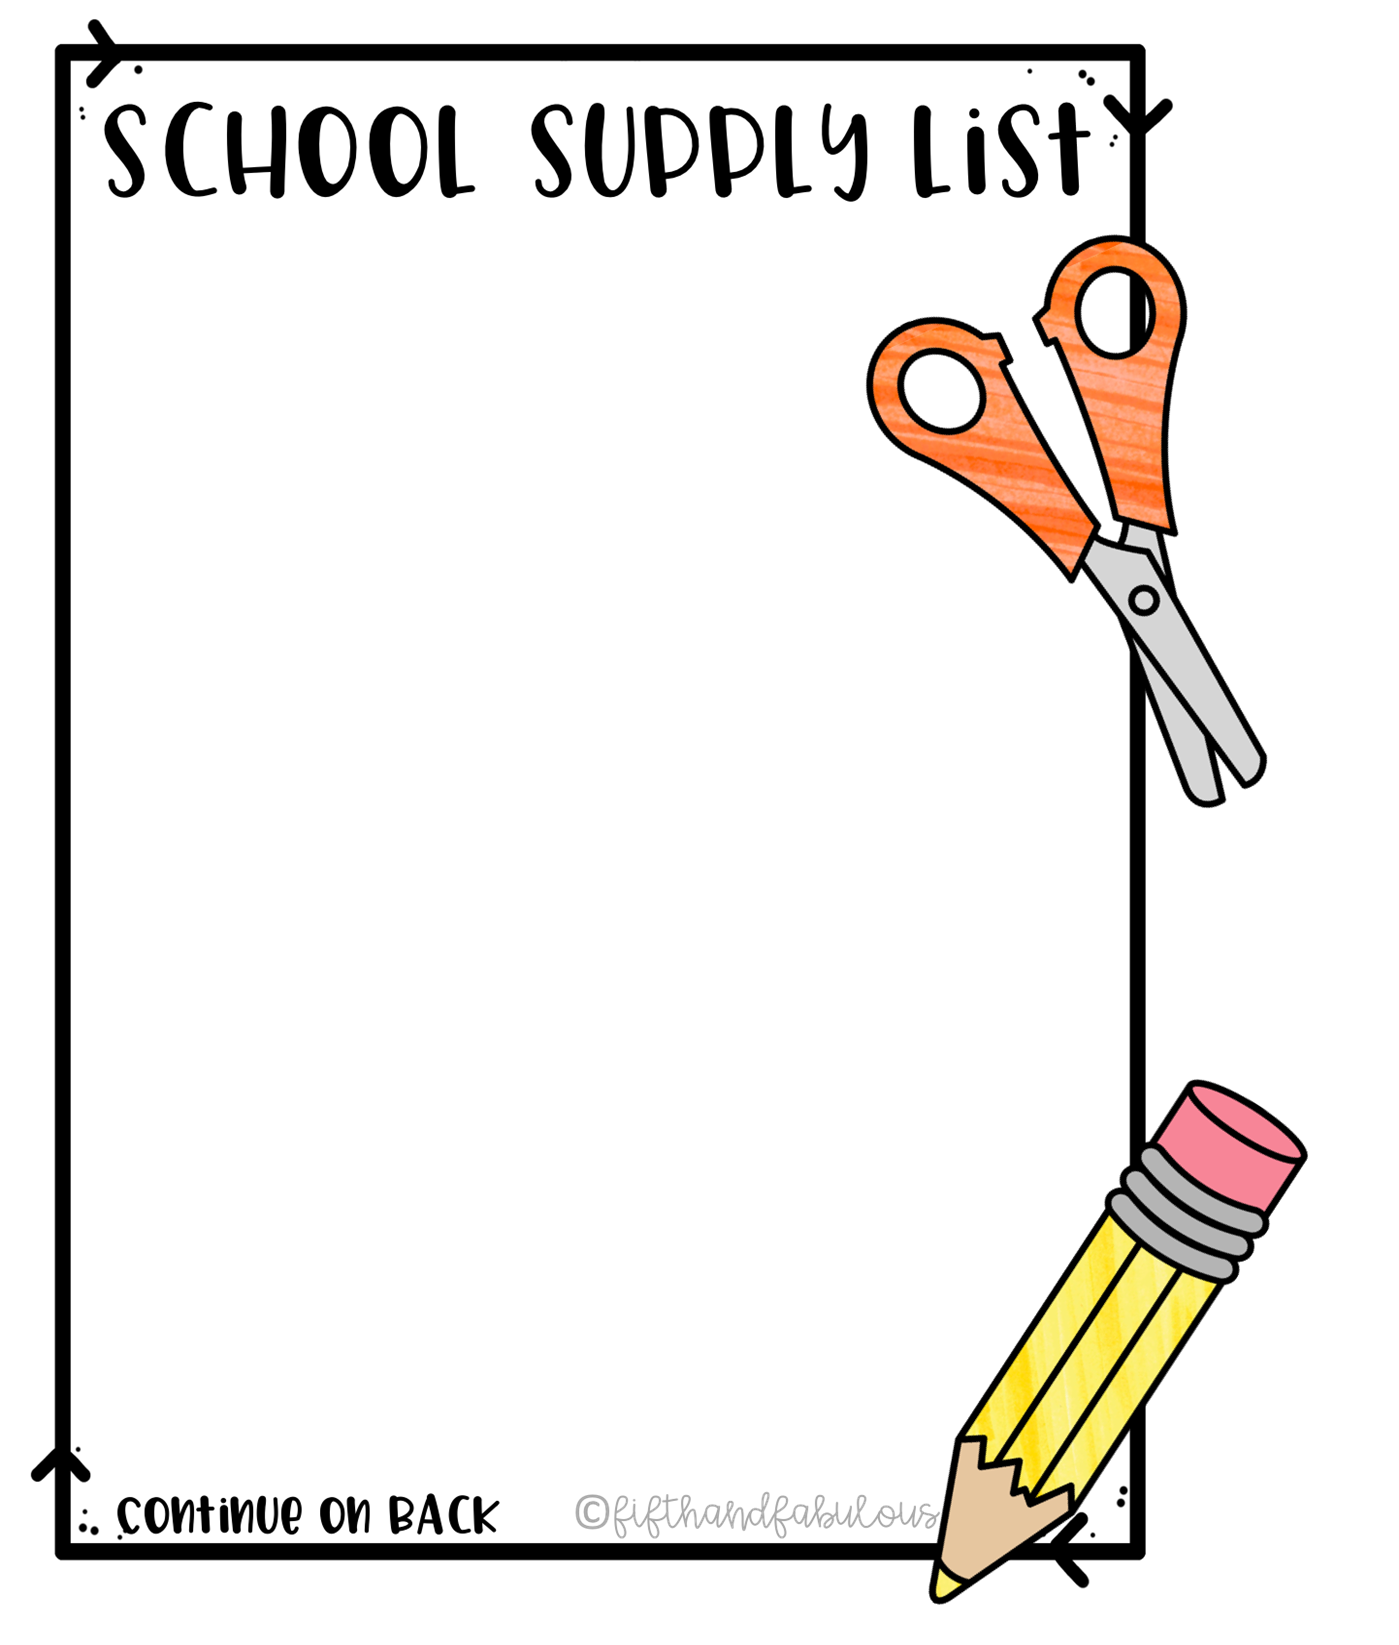 SCHOOL SUPPLY LiSt
continue on BACK
©fifthandfabulous